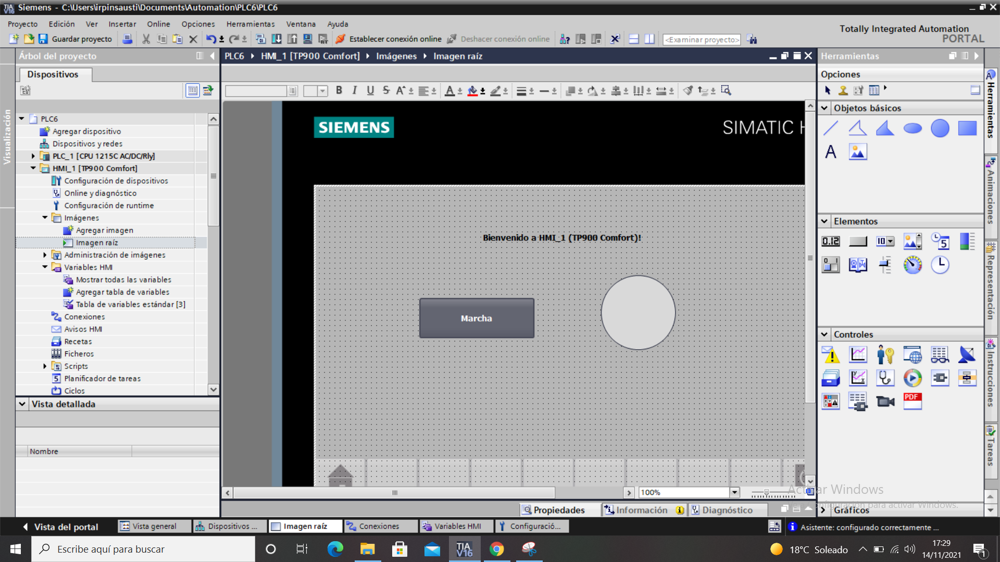 Siemens - C:\Users\irpinsausti\Documents\Automation\PLC6\PLC6
Proyecto Edición Ver Insertar Online Opciones Herramientas Ventana Ayuda
Totally Integrated Automation
PORTAL
Guardar proyecto
Establecer conexión online
Deshacer conexión online
<Examinar proyecto>
Árbol del proyecto
PLC6 HMI_1 [TP900 Comfort] Imágenes Imagen raíz
Herramientas
Dispositivos
Opciones
Visualización
PLC6
Agregar dispositivo
Dispositivos y redes
PLC_1 [CPU 1215C AC/DC/Rly]
HMI_1 [TP900 Comfort]
Configuración de dispositivos
Online y diagnóstico
Configuración de runtime
Imágenes
Agregar imagen
Imagen raíz
Administración de imágenes
Variables HMI
Mostrar todas las variables
Agregar tabla de variables
Tabla de variables estándar [3]
Conexiones
Avisos HMI
Recetas
Ficheros
Scripts
Planificador de tareas
Ciclos
Vista detallada
Nombre
B I U S A A
SIEMENS
SIMATIC H
Bienvenido a HMI_1 (TP900 Comfort)!
Marcha
100%
Objetos básicos
A
Elementos
0.12
10
5
Controles
PDF
Gráficos
Herramientas
Animaciones
Representación
Instrucciones
Tareas
Activar Windows
configuración para activar Windows.
Propiedades
Información
Diagnóstico
Vista del portal
Vista general
Dispositivos ...
Imagen raíz
Conexiones
Variables HMI
Configuració...
Asistente: configurado correctamente ...
Escribe aquí para buscar
TIA V16
18°C Soleado
17:29
14/11/2021
1